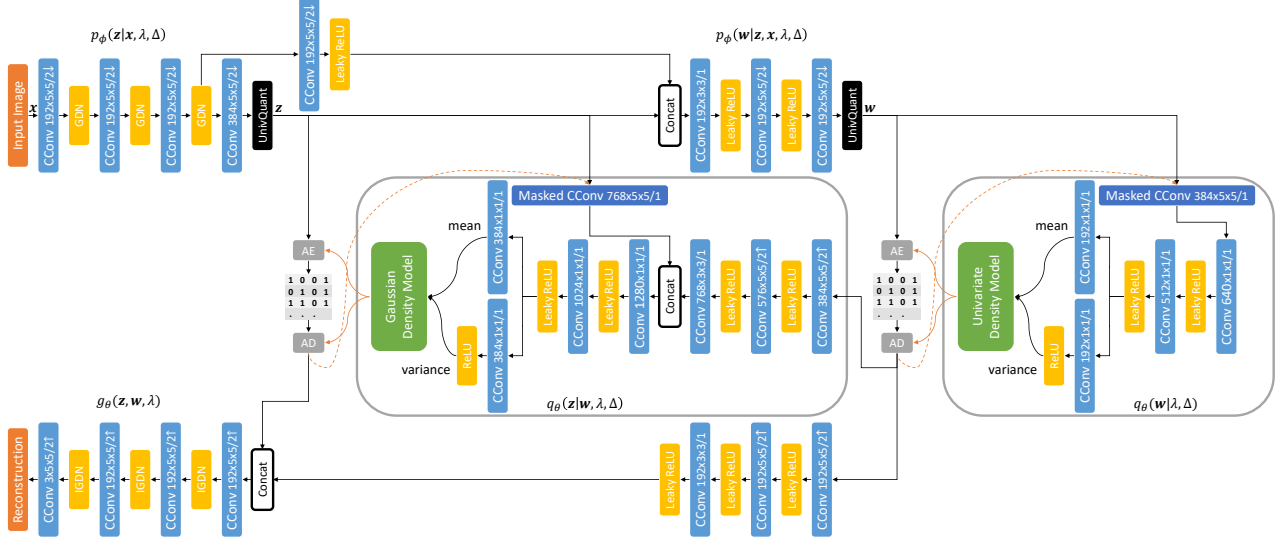 p_ϕ(z|x, λ, Δ)
Input Image
x
CConv 192x5x5/2↓
GDN
CConv 192x5x5/2↓
GDN
CConv 192x5x5/2↓
GDN
CConv 384x5x5/2↓
UnivQuant
z
CConv 192x5x5/2↓
Leaky ReLU
p_ϕ(w|z, x, λ, Δ)
Concat
CConv 192x3x3/1
Leaky ReLU
CConv 192x5x5/2↓
Leaky ReLU
CConv 192x5x5/2↓
UnivQuant
w
AE
1 0 0 1
0 1 0 1
1 1 0 1
. . .
AD
Gaussian
Density Model
mean
variance
ReLU
CConv 384x1x1/1
CConv 384x1x1/1
Masked CConv 768x5x5/1
Leaky ReLU
CConv 1024x1x1/1
Leaky ReLU
CConv 1280x1x1/1
Concat
CConv 768x3x3/1
Leaky ReLU
CConv 576x5x5/2↑
Leaky ReLU
CConv 384x5x5/2↑
q_θ(z|w, λ, Δ)
AE
1 0 0 1
0 1 0 1
1 1 0 1
. . .
AD
Univariate
Density Model
mean
variance
ReLU
CConv 192x1x1/1
CConv 192x1x1/1
Masked CConv 384x5x5/1
Leaky ReLU
CConv 512x1x1/1
Leaky ReLU
CConv 640x1x1/1
q_θ(w|λ, Δ)
g_θ(z, w, λ)
Reconstruction
CConv 3x5x5/2↑
IGDN
CConv 192x5x5/2↑
IGDN
CConv 192x5x5/2↑
IGDN
CConv 192x5x5/2↑
Concat
Leaky ReLU
CConv 192x3x3/1
Leaky ReLU
CConv 192x5x5/2↑
Leaky ReLU
CConv 192x5x5/2↑